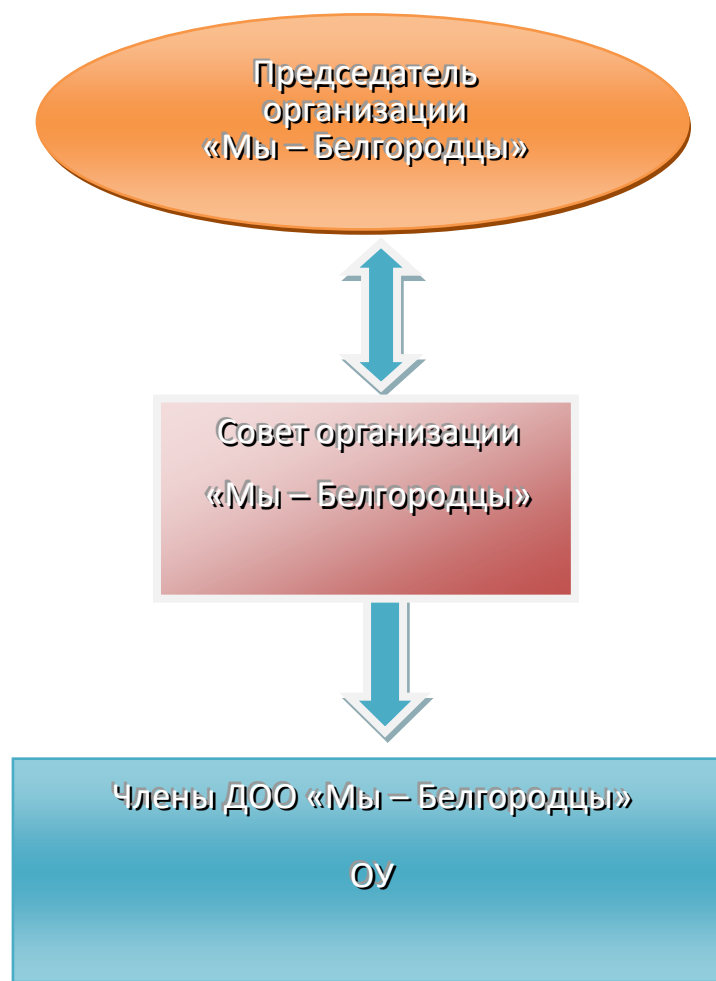 Председатель
организации
«Мы – Белгородцы»
Совет организации
«Мы – Белгородцы»
Члены ДОО «Мы – Белгородцы»
ОУ